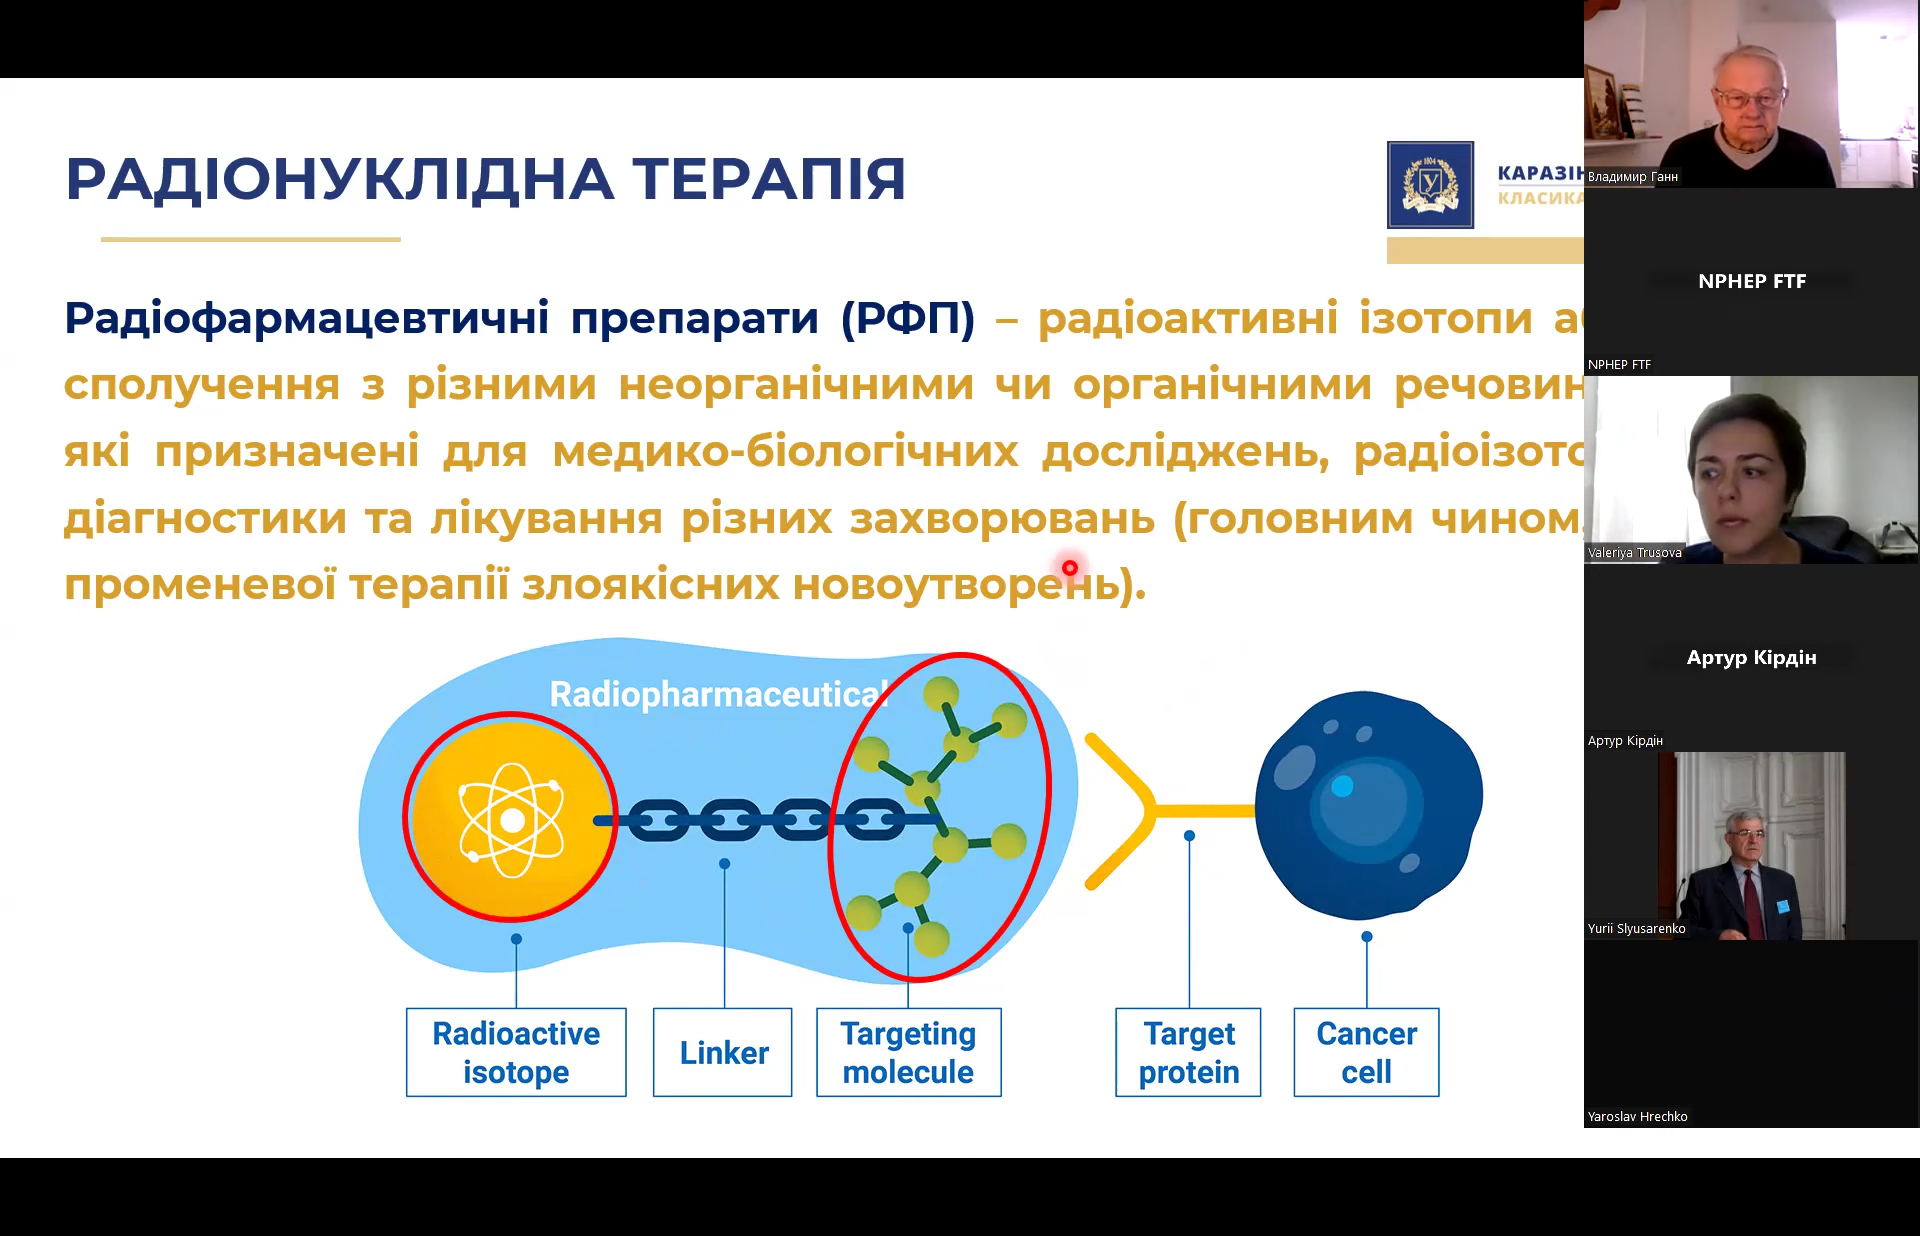 РАДІОНУКЛІДНА ТЕРАПІЯ
1804
У
КАРАЗІН
КЛАСИКА
Радіофармацевтичні препарати (РФП) – радіоактивні ізотопи
сполучення з різними неорганічними чи органічними речовин
які призначені для медико-біологічних досліджень, радіоізото
діагностики та лікування різних захворювань (головним чином,
променевої терапії злоякісних новоутворень).
Radiopharmaceutical
Radioactive
isotope
Linker
Targeting
molecule
Target
protein
Cancer
cell
Владимир Ганн
NPHEP FTF
NPHEP FTF
Valeriya Trusova
Артур Кірдін
Артур Кірдін
Yurii Slyusarenko
Yaroslav Hrechko